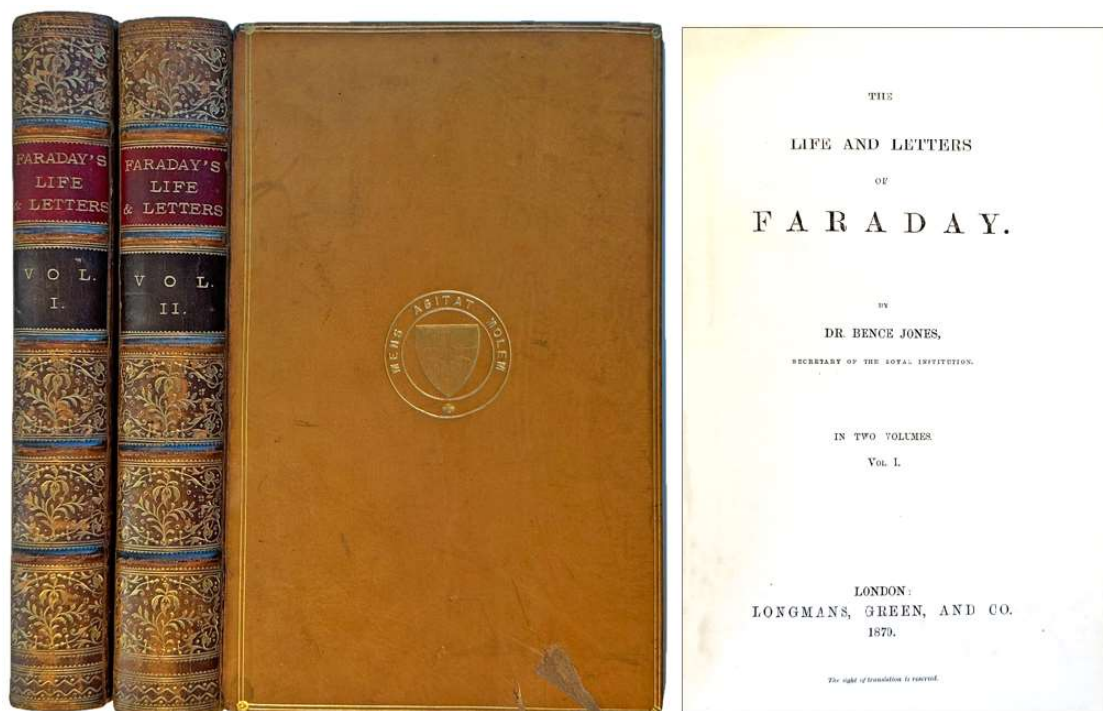 FARADAY'S
LIFE
& LETTERS
VOL.
I.
FARADAY'S
LIFE
& LETTERS
VOL.
II.
MENS AGITAT MOLEM
THE
LIFE AND LETTERS
OF
FARADAY.
BY
DR. BENCE JONES,
SECRETARY OF THE ROYAL INSTITUTION.
IN TWO VOLUMES.
VOL. I.
LONDON:
LONGMANS, GREEN, AND CO.
1870.
The right of translation is reserved.